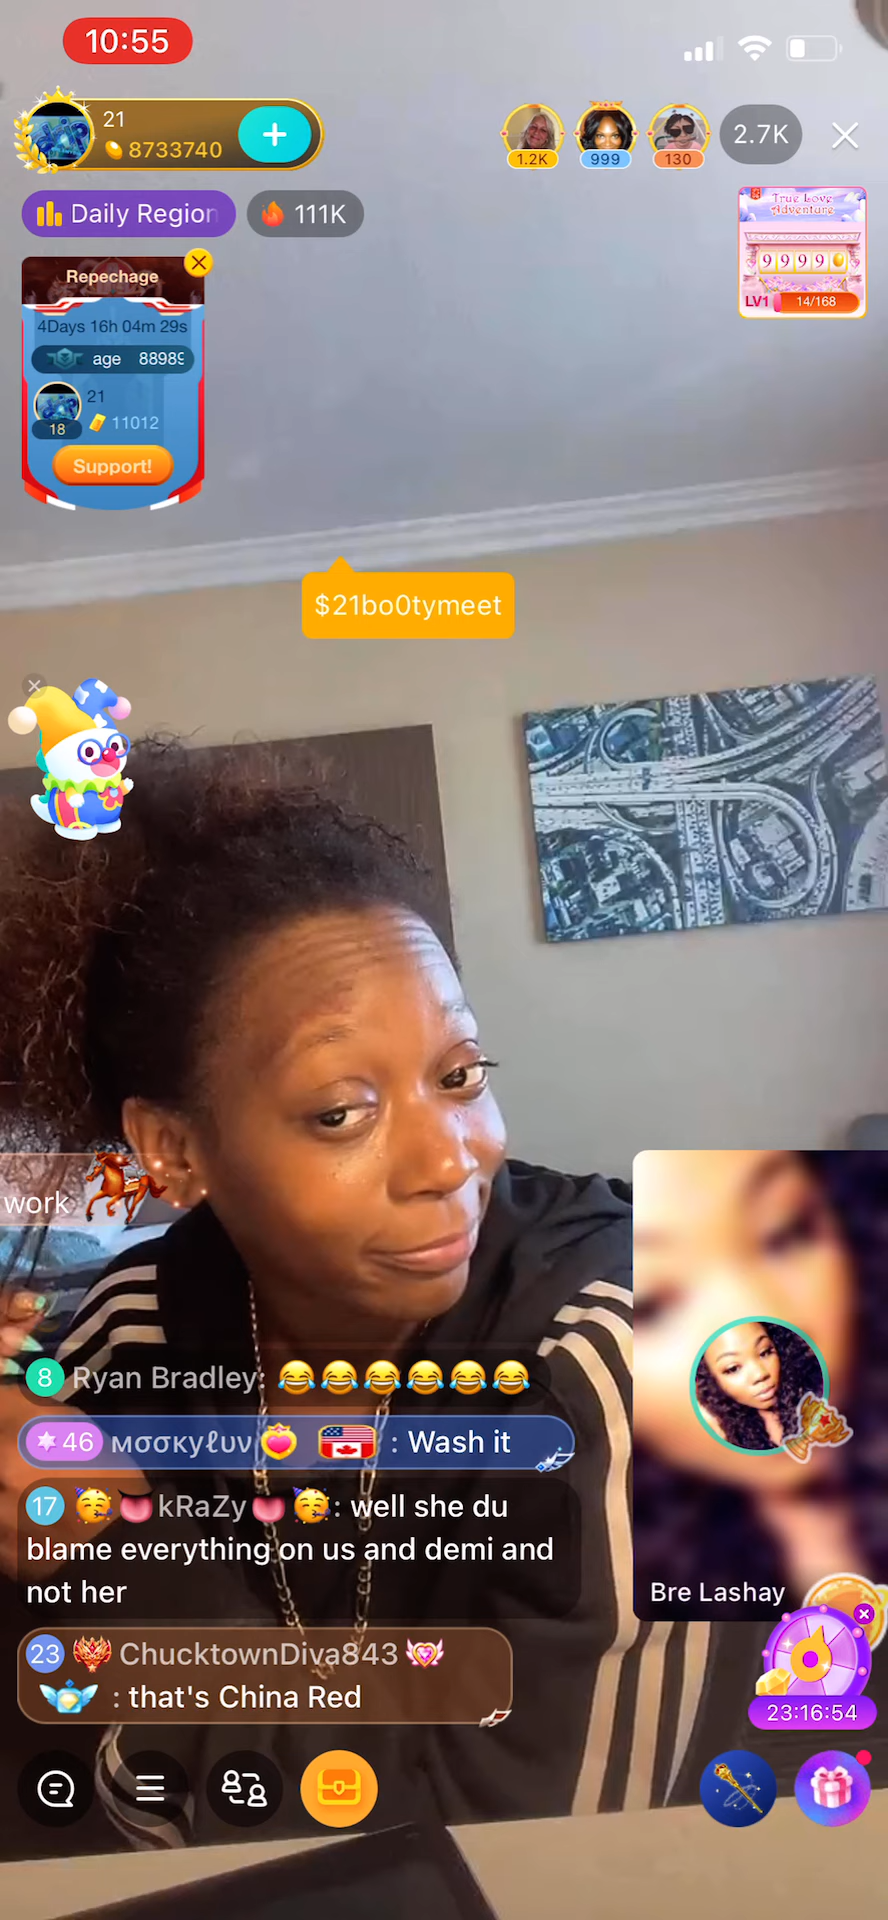 10:55
21
8733740
1.2K
999
130
2.7K
Daily Region
111K
True Love
Adventure
9999
LV1 14/168
Repechage
4Days 16h 04m 29s
age 88989
21
18
11012
Support!
$21bo0tymeet
work
8 Ryan Bradley: 😂😂😂😂😂😂
46 мσσкуℓυν : Wash it
17 🥳👅kRaZy👅🥳: well she du
blame everything on us and demi and
not her
Bre Lashay
23 ChucktownDiva843
: that's China Red
23:16:54